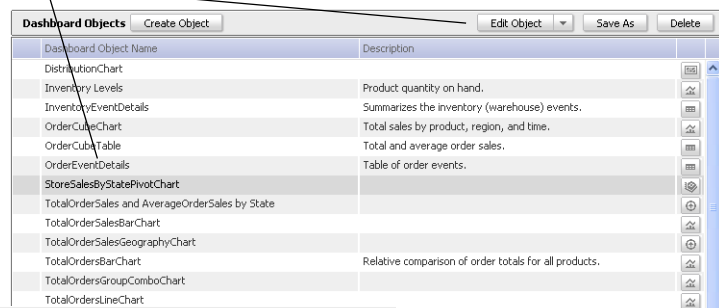 Dashboard Objects Create Object Edit Object Save As Delete
Dashboard Object Name Description
DistributionChart
Inventory Levels Product quantity on hand.
InventoryEventDetails Summarizes the inventory (warehouse) events.
OrderCubeChart Total sales by product, region, and time.
OrderCubeTable Total and average order sales.
OrderEventDetails Table of order events.
StoreSalesByStatePivotChart
TotalOrderSales and AverageOrderSales by State
TotalOrderSalesBarChart
TotalOrderSalesGeographyChart
TotalOrdersBarChart Relative comparison of order totals for all products.
TotalOrdersGroupComboChart
TotalOrdersLineChart